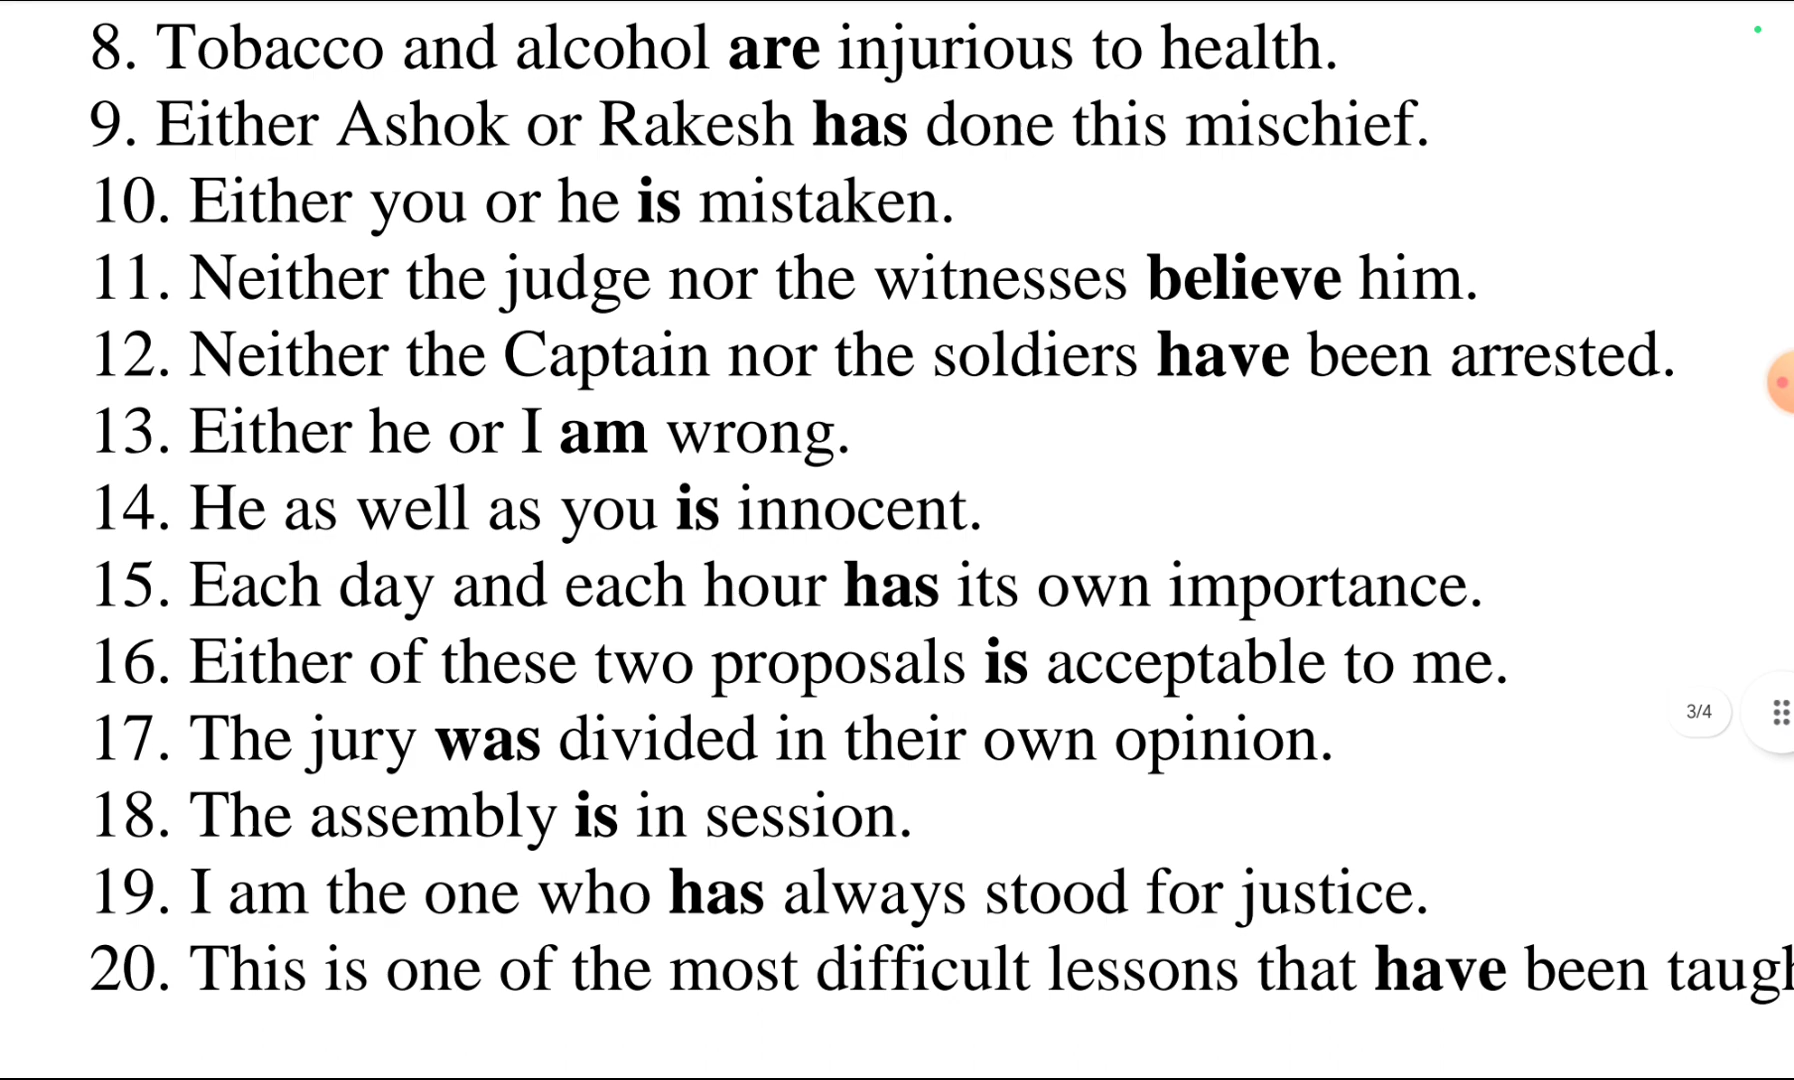 8. Tobacco and alcohol are injurious to health.
9. Either Ashok or Rakesh has done this mischief.
10. Either you or he is mistaken.
11. Neither the judge nor the witnesses believe him.
12. Neither the Captain nor the soldiers have been arrested.
13. Either he or I am wrong.
14. He as well as you is innocent.
15. Each day and each hour has its own importance.
16. Either of these two proposals is acceptable to me.
3/4
17. The jury was divided in their own opinion.
18. The assembly is in session.
19. I am the one who has always stood for justice.
20. This is one of the most difficult lessons that have been